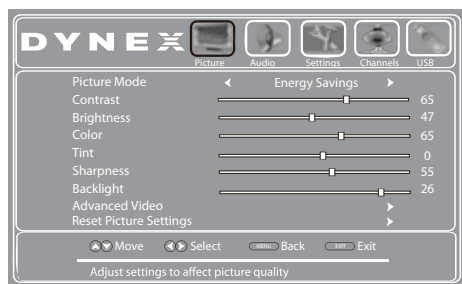 DYNEX
Picture Audio Settings Channels USB
Picture Mode Energy Savings
Contrast 65
Brightness 47
Color 65
Tint 0
Sharpness 55
Backlight 26
Advanced Video
Reset Picture Settings
Move Select MENU Back EXIT Exit
Adjust settings to affect picture quality